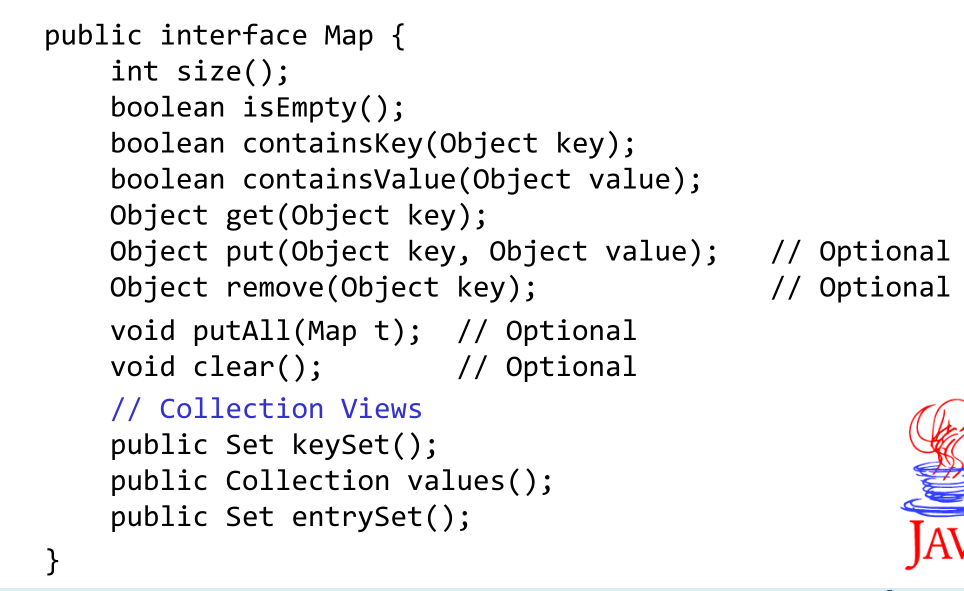 public interface Map {
    int size();
    boolean isEmpty();
    boolean containsKey(Object key);
    boolean containsValue(Object value);
    Object get(Object key);
    Object put(Object key, Object value);   // Optional
    Object remove(Object key);              // Optional
    void putAll(Map t);  // Optional
    void clear();        // Optional
    // Collection Views
    public Set keySet();
    public Collection values();
    public Set entrySet();
}